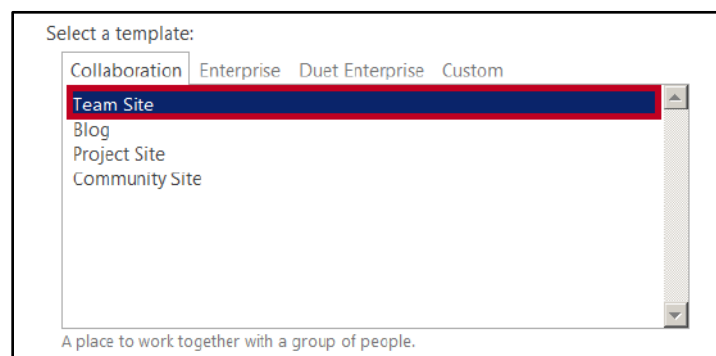 Select a template:
Collaboration Enterprise Duet Enterprise Custom
Team Site
Blog
Project Site
Community Site
A place to work together with a group of people.